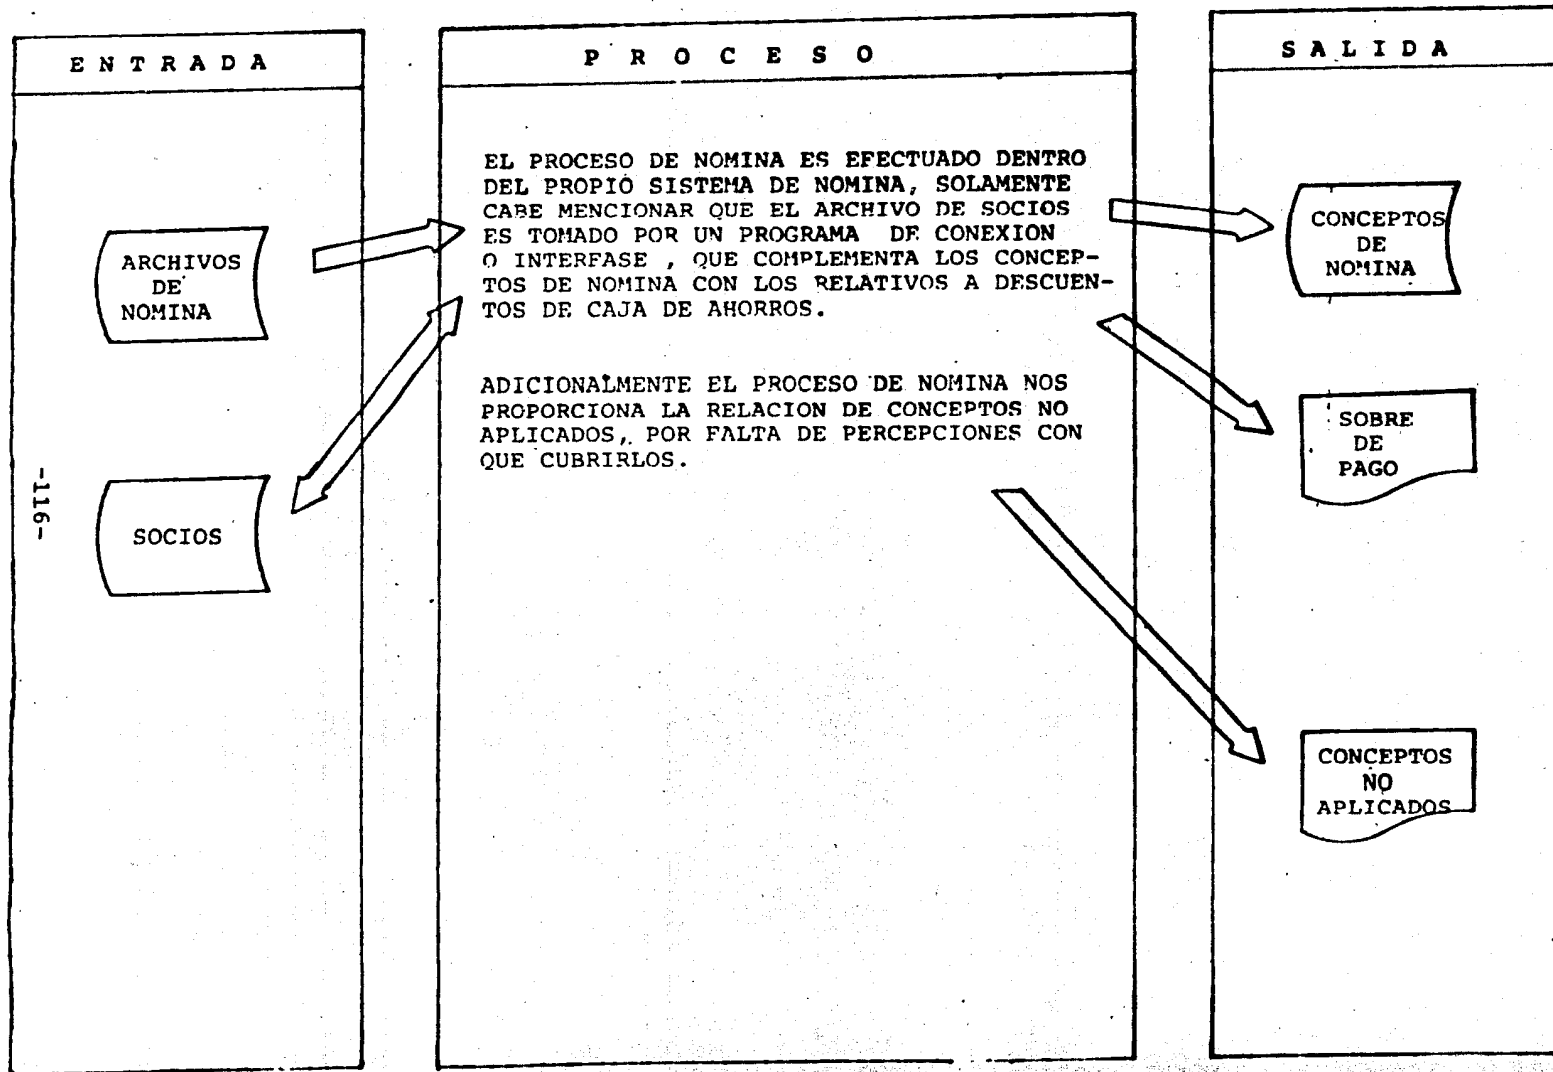 E N T R A D A
ARCHIVOS
DE
NOMINA
SOCIOS
-116-
P R O C E S O
EL PROCESO DE NOMINA ES EFECTUADO DENTRO
DEL PROPIO SISTEMA DE NOMINA, SOLAMENTE
CABE MENCIONAR QUE EL ARCHIVO DE SOCIOS
ES TOMADO POR UN PROGRAMA DE CONEXION
O INTERFASE , QUE COMPLEMENTA LOS CONCEP-
TOS DE NOMINA CON LOS RELATIVOS A DESCUEN-
TOS DE CAJA DE AHORROS.
ADICIONALMENTE EL PROCESO DE NOMINA NOS
PROPORCIONA LA RELACION DE CONCEPTOS NO
APLICADOS, POR FALTA DE PERCEPCIONES CON
QUE CUBRIRLOS.
S A L I D A
CONCEPTOS
DE
NOMINA
SOBRE
DE
PAGO
CONCEPTOS
NO
APLICADOS